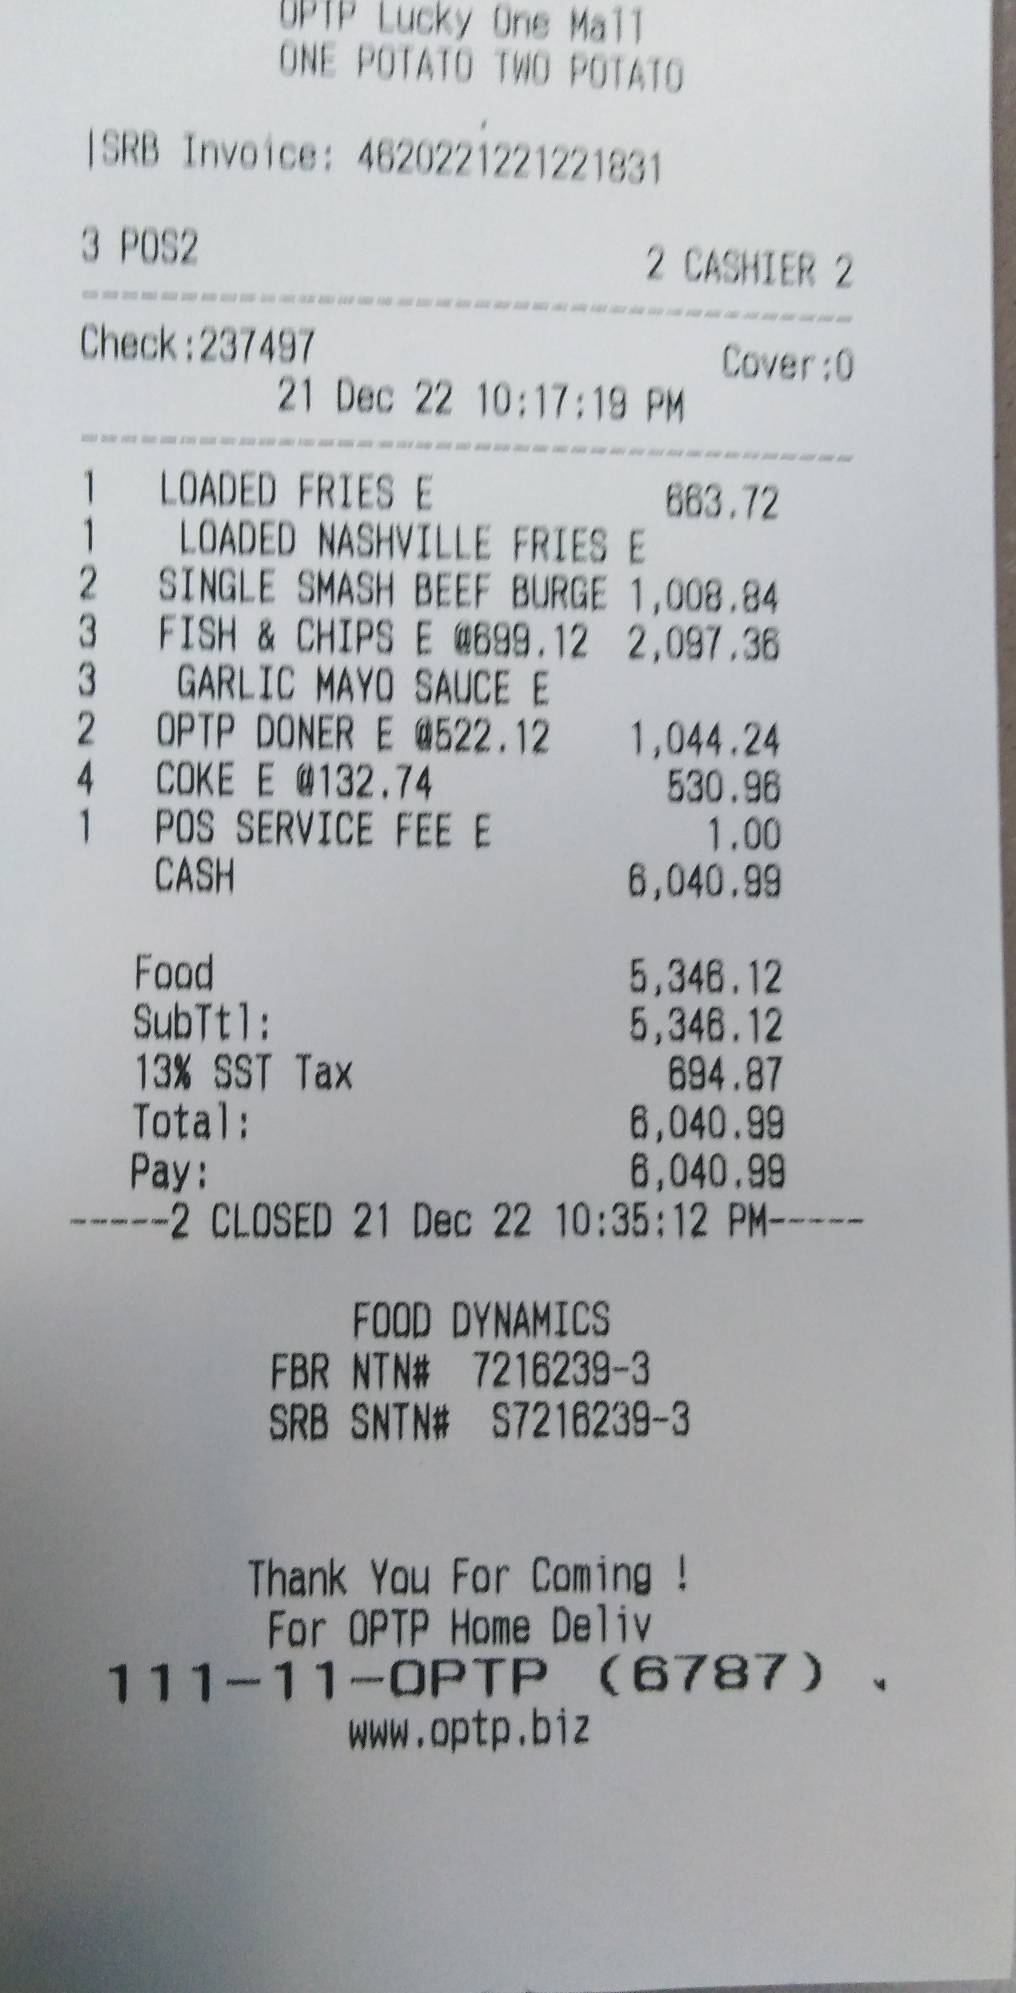 OPTP Lucky One Mall
ONE POTATO TWO POTATO
|SRB Invoice: 4620221221221831
3 POS2 2 CASHIER 2
Check:237497 Cover:0
21 Dec 22 10:17:19 PM
1 LOADED FRIES E 663.72
1 LOADED NASHVILLE FRIES E
2 SINGLE SMASH BEEF BURGE 1,008.84
3 FISH & CHIPS E @699.12 2,097.36
3 GARLIC MAYO SAUCE E
2 OPTP DONER E @522.12 1,044.24
4 COKE E @132.74 530.96
1 POS SERVICE FEE E 1.00
CASH 6,040.99
Food 5,346.12
SubTtl: 5,346.12
13% SST Tax 694.87
Total: 6,040.99
Pay: 6,040.99
-----2 CLOSED 21 Dec 22 10:35:12 PM-----
FOOD DYNAMICS
FBR NTN# 7216239-3
SRB SNTN# S7216239-3
Thank You For Coming !
For OPTP Home Deliv
111-11-OPTP (6787) .
www.optp.biz